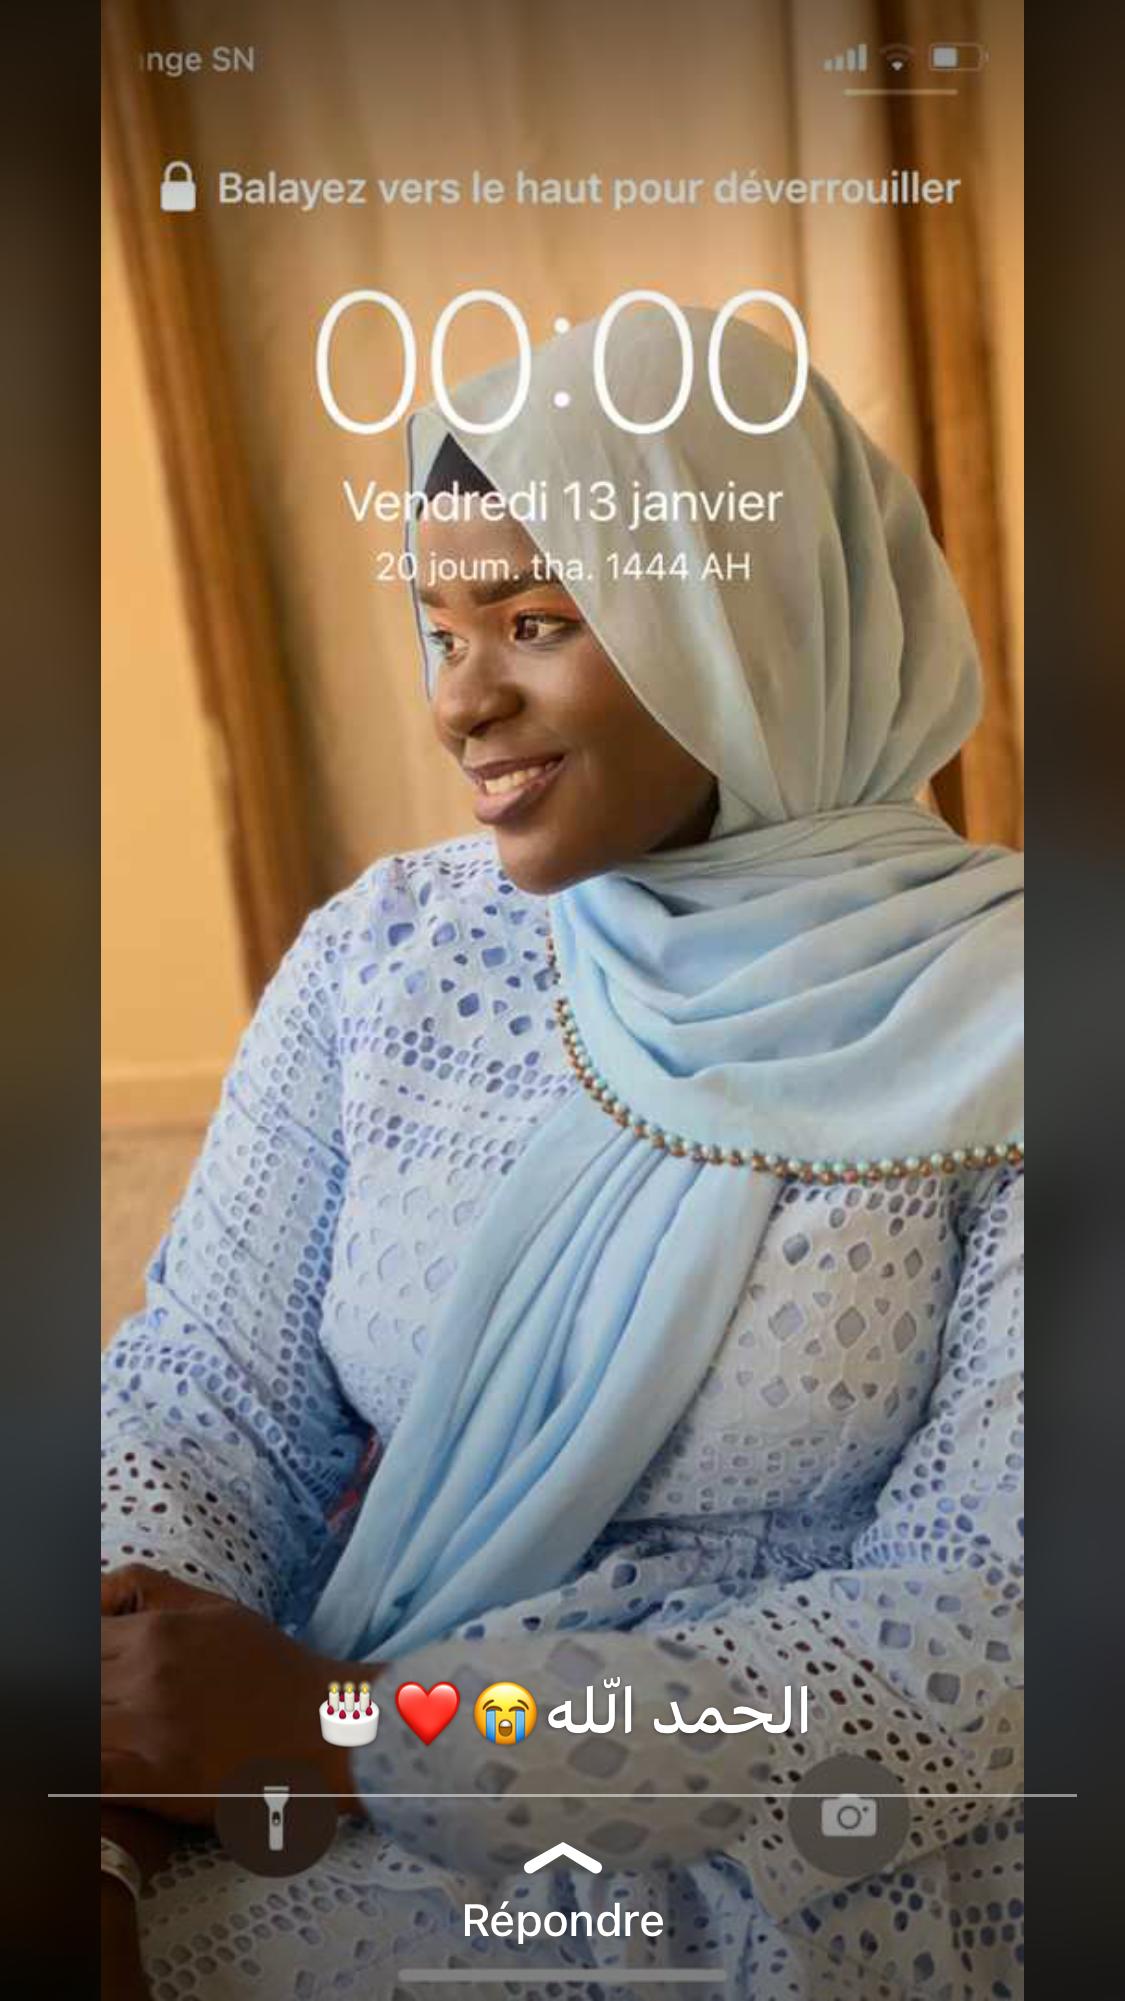 nge SN
Balayez vers le haut pour déverrouiller
00:00
Vendredi 13 janvier
20 joum. tha. 1444 AH
الحمد اللّه😭❤️🎂
Répondre